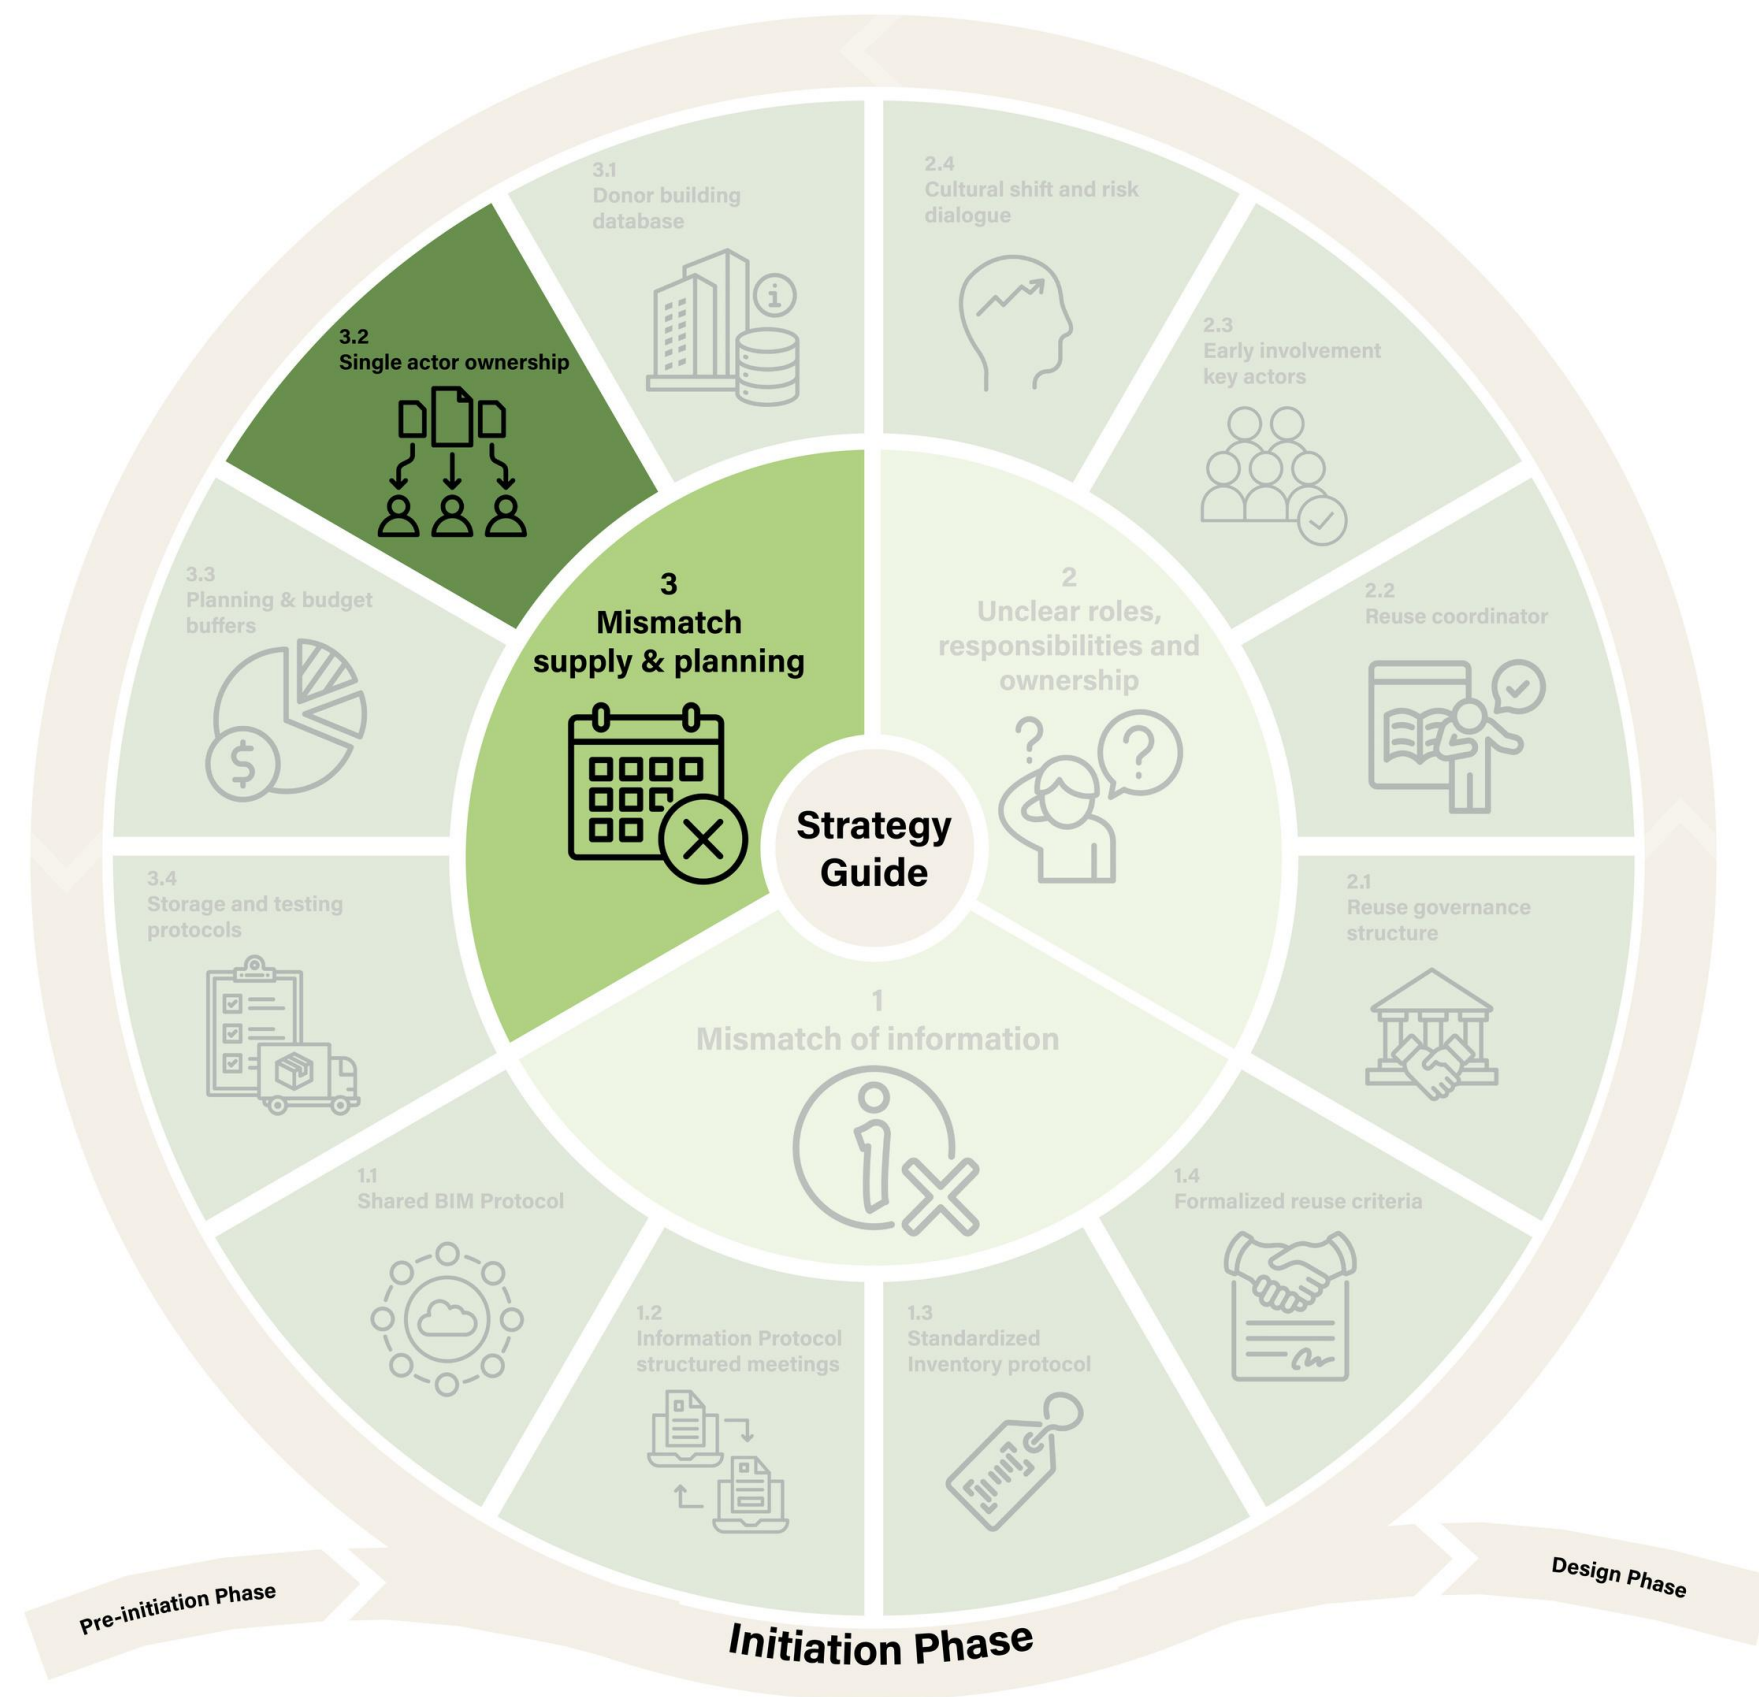 2.4
Cultural shift and risk
dialogue
3.1
Donor building
database
2.3
Early involvement
key actors
3.2
Single actor ownership
3.3
Planning & budget
buffers
3
Mismatch
supply & planning
2
Unclear roles,
responsibilities and
ownership
2.2
Reuse coordinator
Strategy
Guide
3.4
Storage and testing
protocols
2.1
Reuse governance
structure
1
Mismatch of information
1.1
Shared BIM Protocol
1.4
Formalized reuse criteria
1.2
Information Protocol
structured meetings
1.3
Standardized
Inventory protocol
Pre-initiation Phase
Initiation Phase
Design Phase